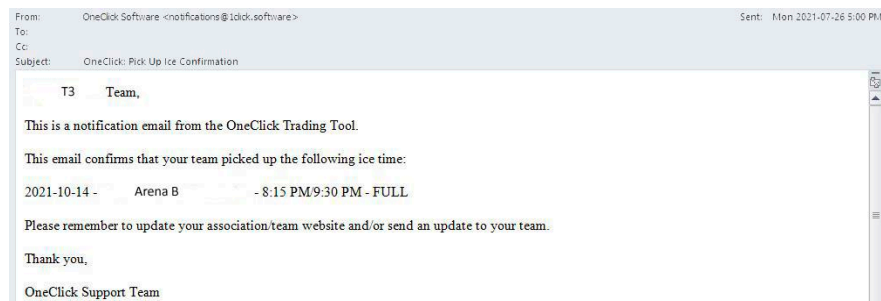 From: OneClick Software <notifications@1click.software> Sent: Mon 2021-07-26 5:00 PM
To:
Cc:
Subject: OneClick: Pick Up Ice Confirmation
T3 Team,
This is a notification email from the OneClick Trading Tool.
This email confirms that your team picked up the following ice time:
2021-10-14 - Arena B - 8:15 PM/9:30 PM - FULL
Please remember to update your association/team website and/or send an update to your team.
Thank you,
OneClick Support Team